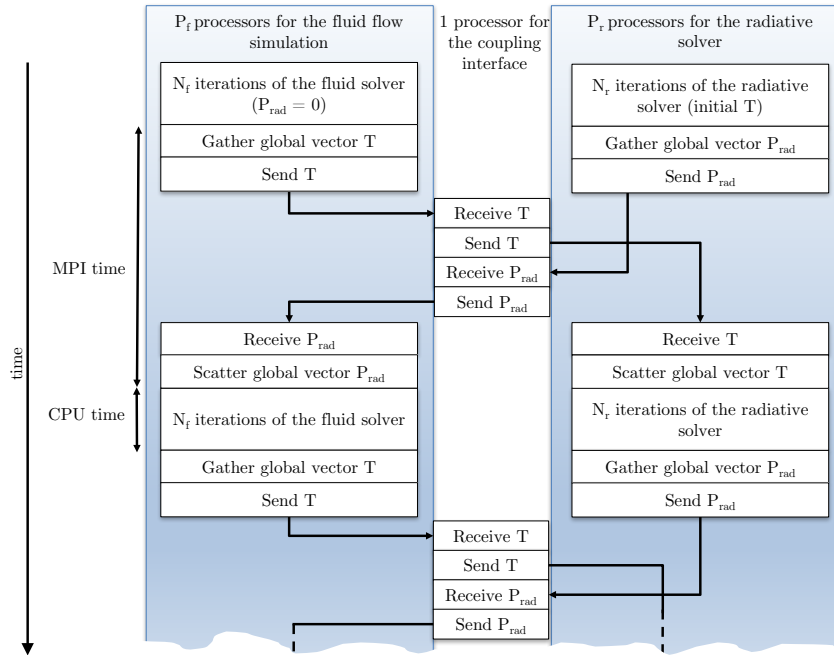 P_f processors for the fluid flow
simulation
1 processor for
the coupling
interface
P_r processors for the radiative
solver
time
MPI time
CPU time
N_f iterations of the fluid solver
(P_rad = 0)
Gather global vector T
Send T
N_r iterations of the radiative
solver (initial T)
Gather global vector P_rad
Send P_rad
Receive T
Send T
Receive P_rad
Send P_rad
Receive P_rad
Scatter global vector P_rad
N_f iterations of the fluid solver
Gather global vector T
Send T
Receive T
Scatter global vector T
N_r iterations of the radiative
solver
Gather global vector P_rad
Send P_rad
Receive T
Send T
Receive P_rad
Send P_rad